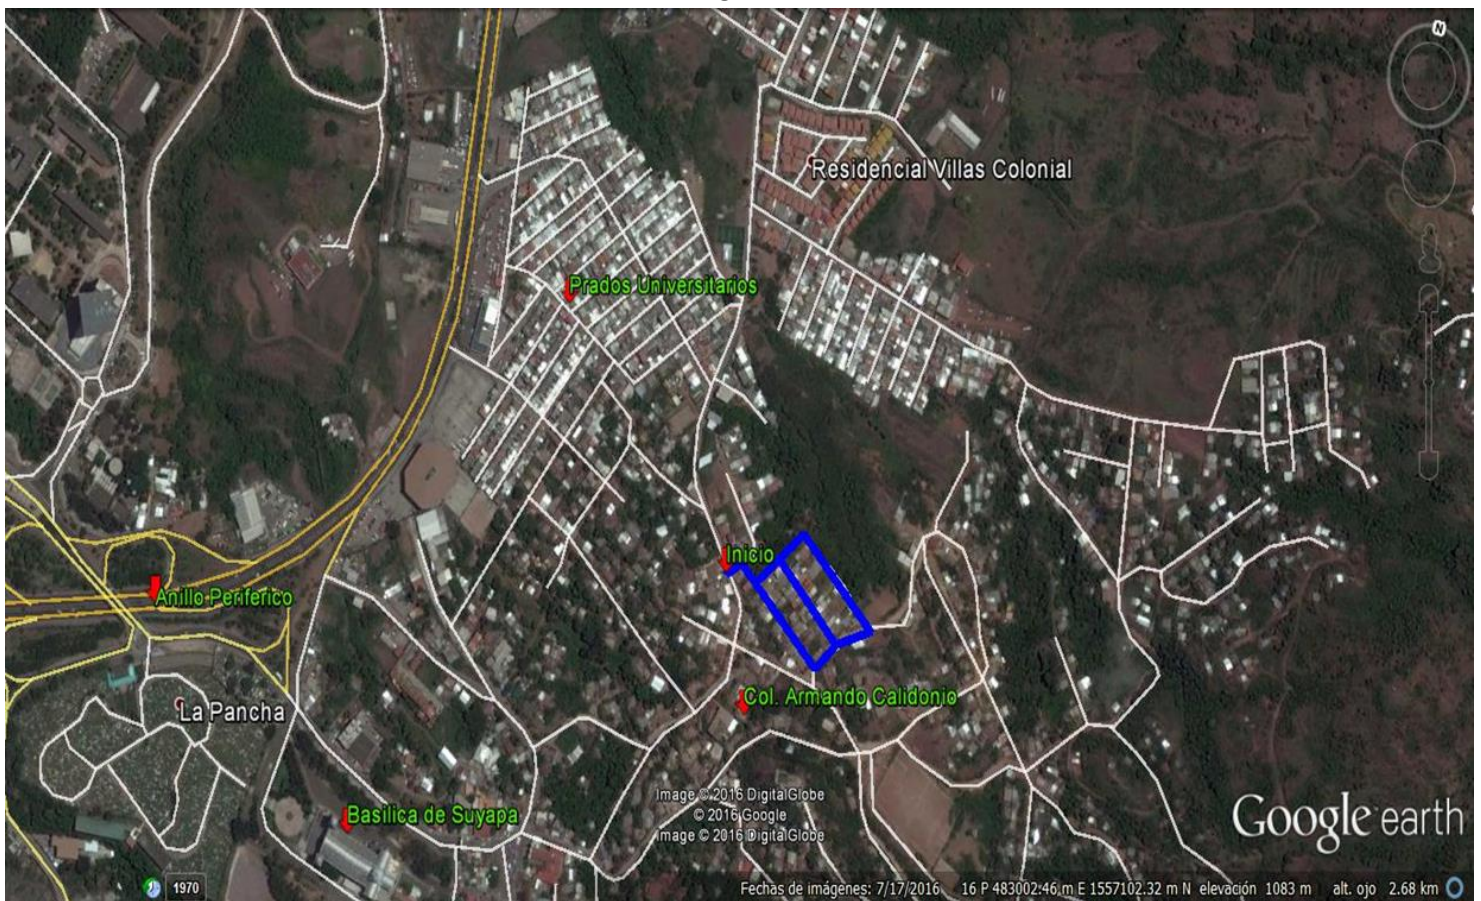 N
Residencial Villas Colonial
Prados Universitarios
Inicio
Anillo Periferico
Col. Armando Calidonio
La Pancha
Basilica de Suyapa
Image © 2016 DigitalGlobe
© 2016 Google
Image © 2016 DigitalGlobe
Google earth
1970
Fechas de imágenes: 7/17/2016 16 P 483002.46 m E 1557102.32 m N elevación 1083 m alt. ojo 2.68 km